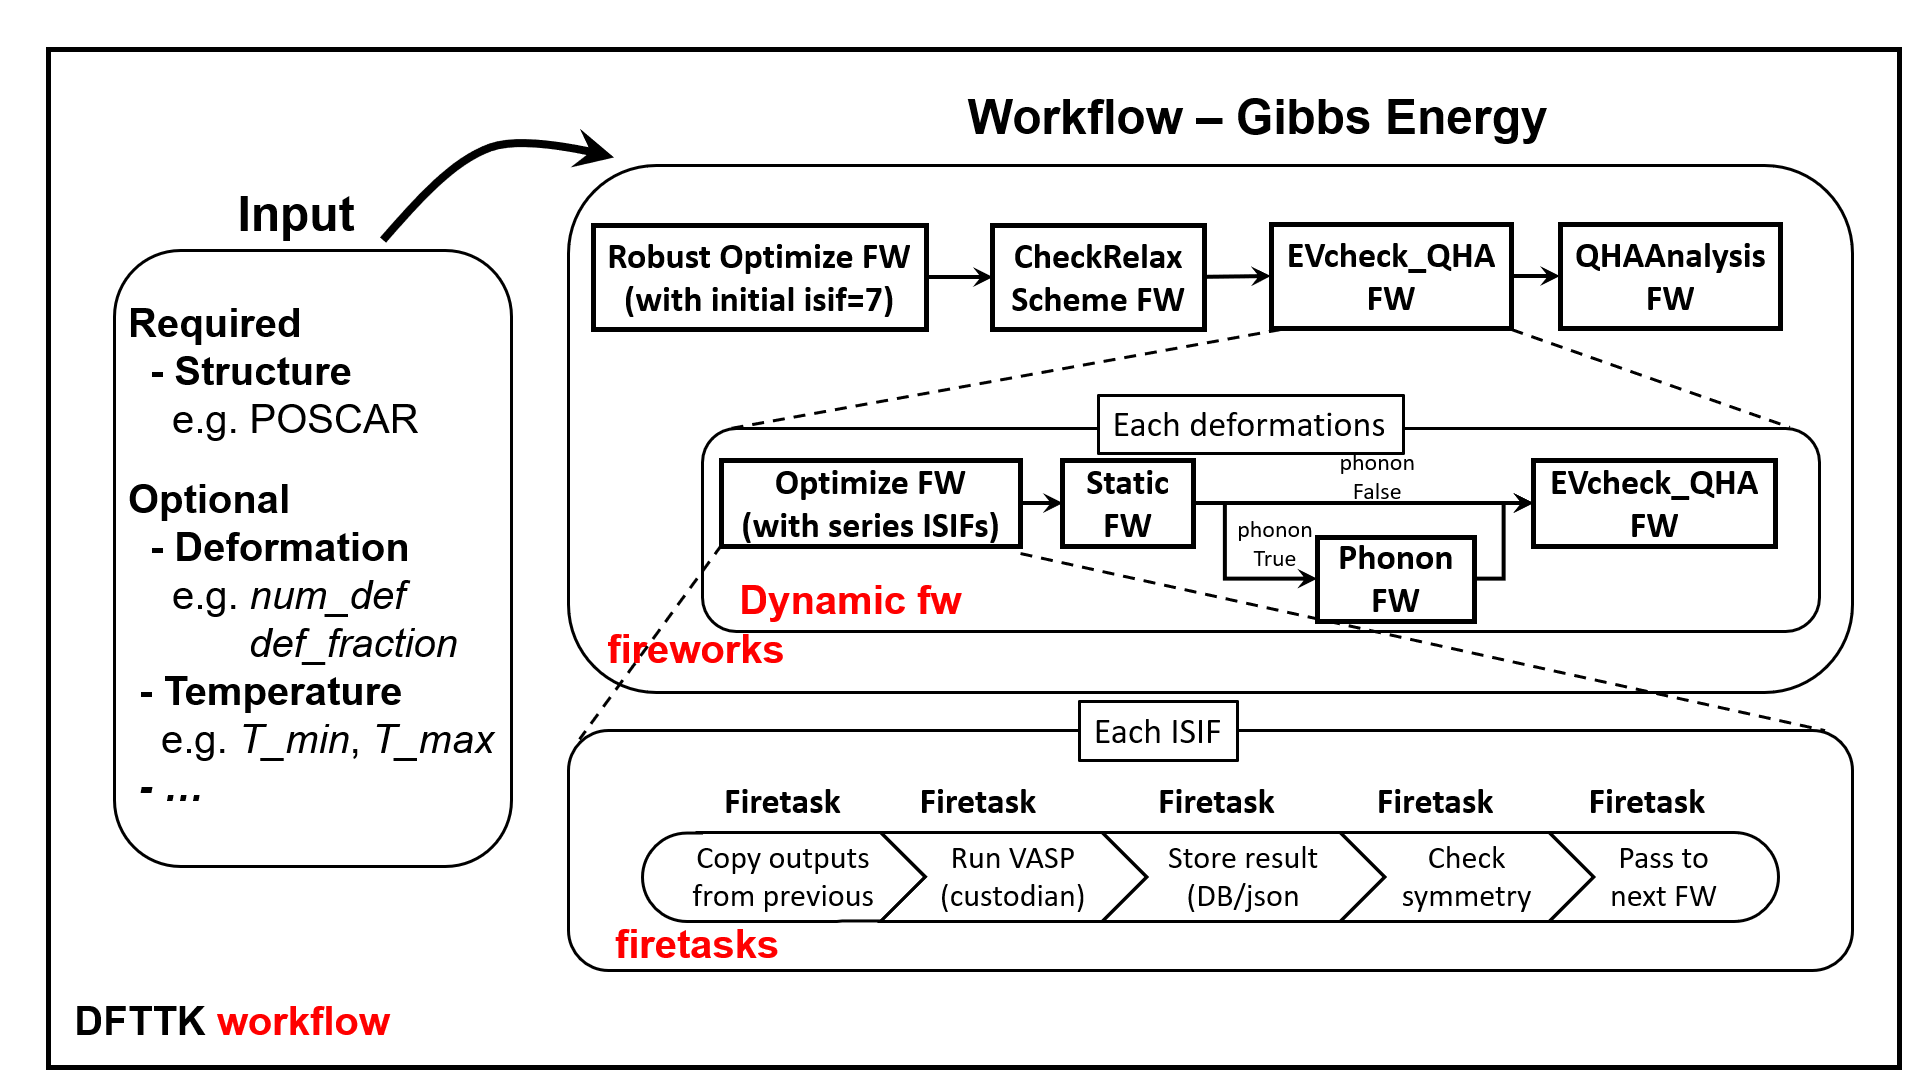 Workflow – Gibbs Energy
Input
Required
- Structure
e.g. POSCAR
Optional
- Deformation
e.g. num_def
def_fraction
- Temperature
e.g. T_min, T_max
- ...
Robust Optimize FW
(with initial isif=7)
CheckRelax
Scheme FW
EVcheck_QHA
FW
QHAAnalysis
FW
Each deformations
Optimize FW
(with series ISIFs)
Static
FW
phonon
False
phonon
True
Phonon
FW
EVcheck_QHA
FW
Dynamic fw
fireworks
Each ISIF
Firetask
Firetask
Firetask
Firetask
Firetask
Copy outputs
from previous
Run VASP
(custodian)
Store result
(DB/json
Check
symmetry
Pass to
next FW
firetasks
DFTTK workflow